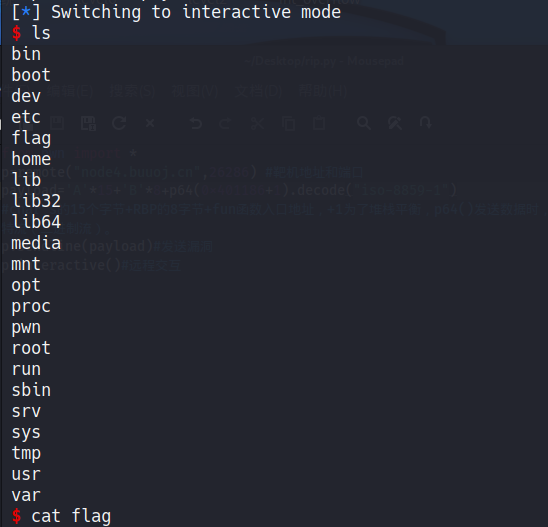 [*] Switching to interactive mode
$ ls
bin
boot
dev
etc
flag
home
lib
lib32
lib64
media
mnt
opt
proc
pwn
root
run
sbin
srv
sys
tmp
usr
var
$ cat flag